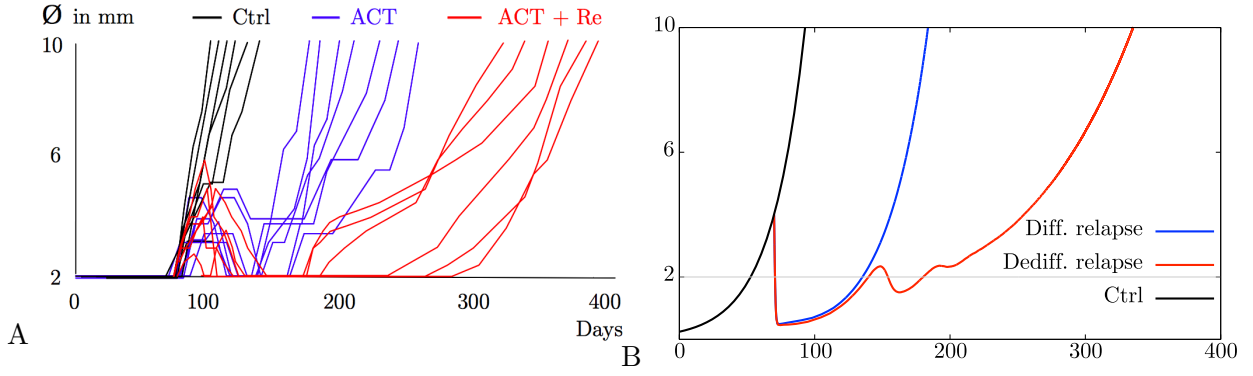 Ø in mm Ctrl ACT ACT + Re
10
6
2
0 100 200 300 400
Days
A
10
6
2
Diff. relapse
Dediff. relapse
Ctrl
0 100 200 300 400
B